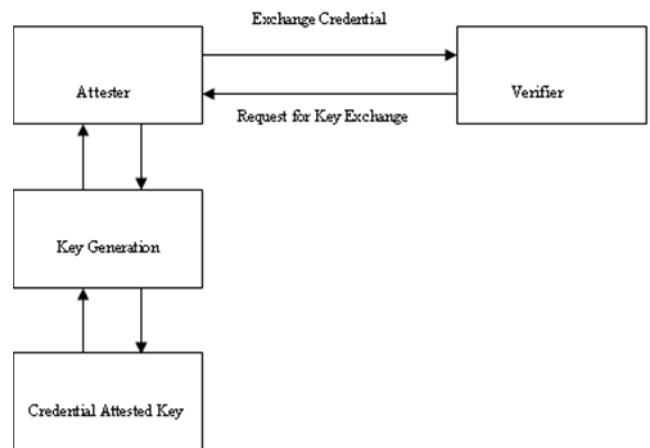 Exchange Credential
Attester
Verifier
Request for Key Exchange
Key Generation
Credential Attested Key